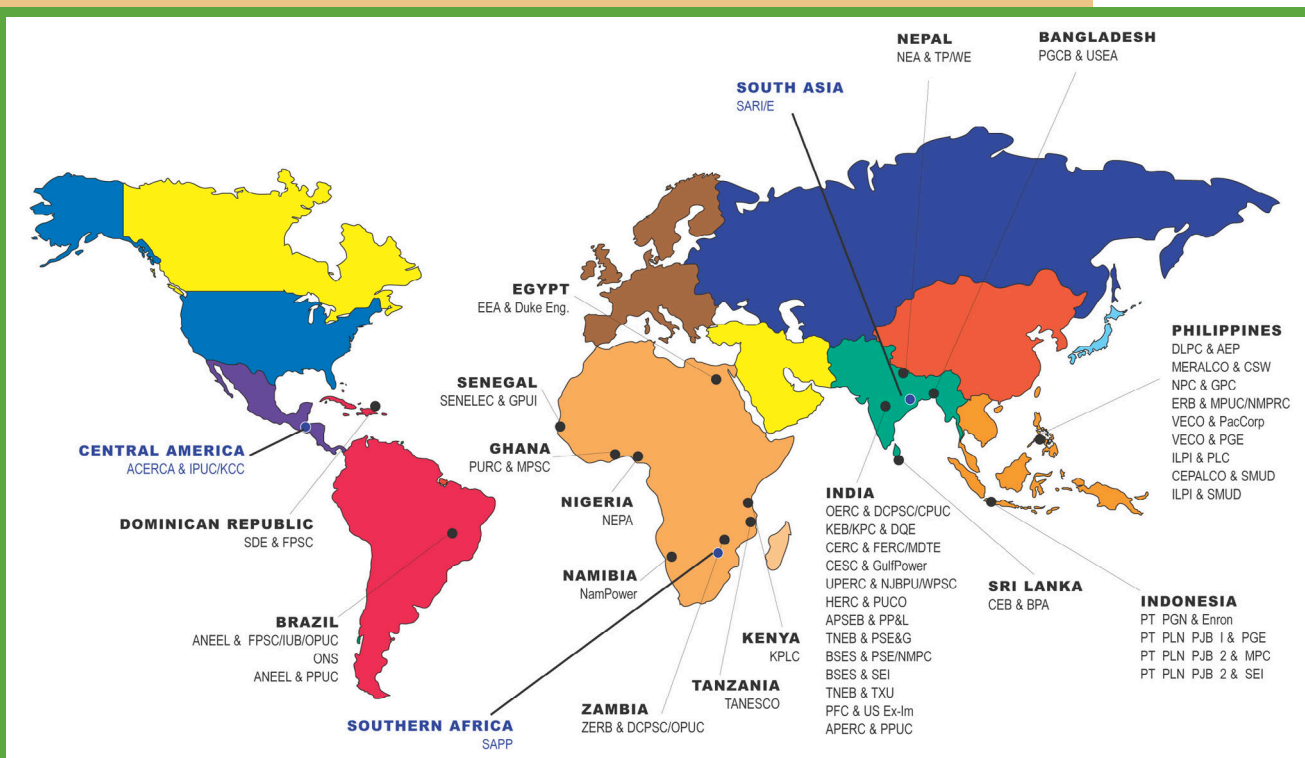 NEPAL
NEA & TP/WE
BANGLADESH
PGCB & USEA
SOUTH ASIA
SARI/E
EGYPT
EEA & Duke Eng.
PHILIPPINES
DLPC & AEP
MERALCO & CSW
NPC & GPC
ERB & MPUC/NMPRC
VECO & PacCorp
VECO & PGE
ILPI & PLC
CEPALCO & SMUD
ILPI & SMUD
SENEGAL
SENELEC & GPUI
CENTRAL AMERICA
ACERCA & IPUC/KCC
GHANA
PURC & MPSC
NIGERIA
NEPA
DOMINICAN REPUBLIC
SDE & FPSC
NAMIBIA
NamPower
BRAZIL
ANEEL & FPSC/IUB/OPUC
ONS
ANEEL & PPUC
SOUTHERN AFRICA
SAPP
ZAMBIA
ZERB & DCPSC/OPUC
TANZANIA
TANESCO
KENYA
KPLC
INDIA
OERC & DCPSC/CPUC
KEB/KPC & DQE
CERC & FERC/MDTE
CESC & GulfPower
UPERC & NJBPU/WPSC
HERC & PUCO
APSEB & PP&L
TNEB & PSE&G
BSES & PSE/NMPC
BSES & SEI
TNEB & TXU
PFC & US Ex-Im
APERC & PPUC
SRI LANKA
CEB & BPA
INDONESIA
PT PGN & Enron
PT PLN PJB I & PGE
PT PLN PJB 2 & MPC
PT PLN PJB 2 & SEI